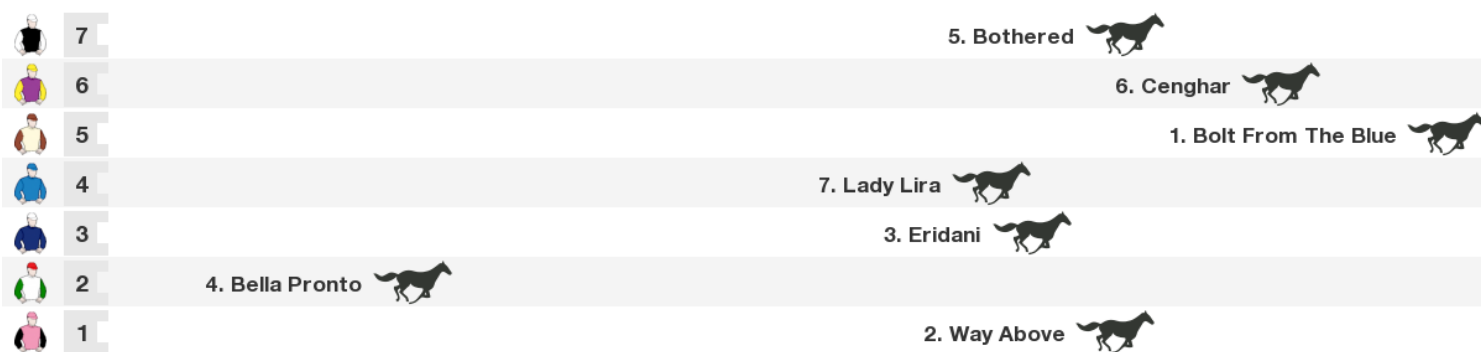 7 5. Bothered
6 6. Cenghar
5 1. Bolt From The Blue
4 7. Lady Lira
3 3. Eridani
2 4. Bella Pronto
1 2. Way Above